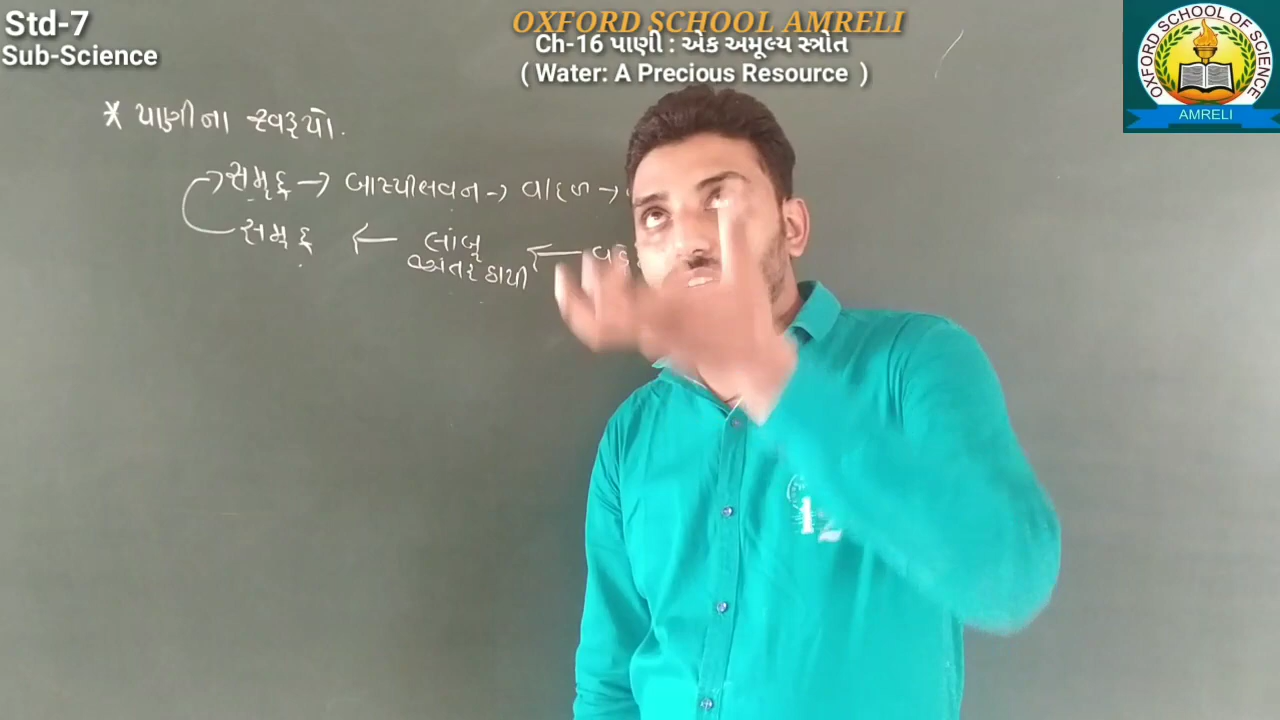 Std-7
Sub-Science
OXFORD SCHOOL AMRELI
Ch-16 પાણી : એક અમૂલ્ય સ્ત્રોત
( Water: A Precious Resource )
OXFORD SCHOOL OF SCIENCE
AMRELI
* પાણીના સ્વરૂપો.
સમુદ્ર → બાષ્પીભવન → વાદળ →
સમુદ્ર ← લાંબુ અંતર કાપી ←